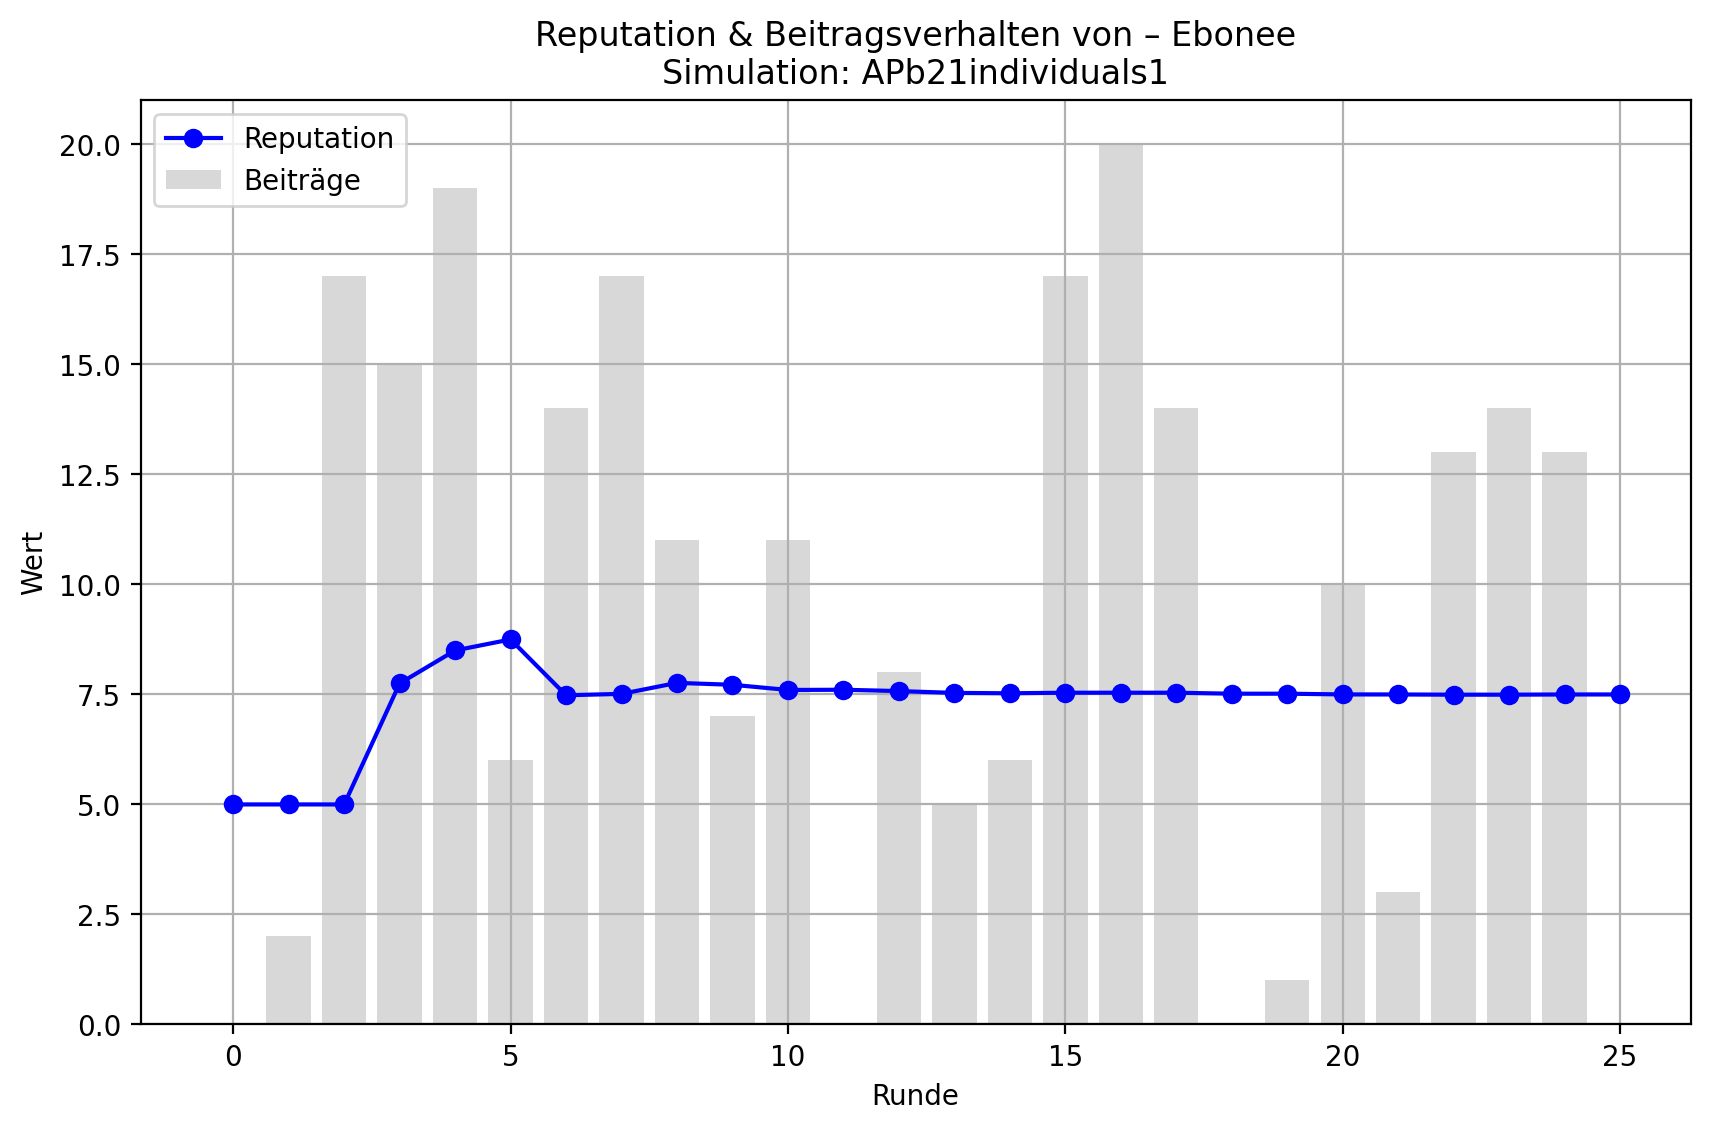 Reputation & Beitragsverhalten von – Ebonee
Simulation: APb21individuals1
Reputation
Beiträge
20.0
17.5
15.0
12.5
10.0
7.5
5.0
2.5
0.0
Wert
0 5 10 15 20 25
Runde